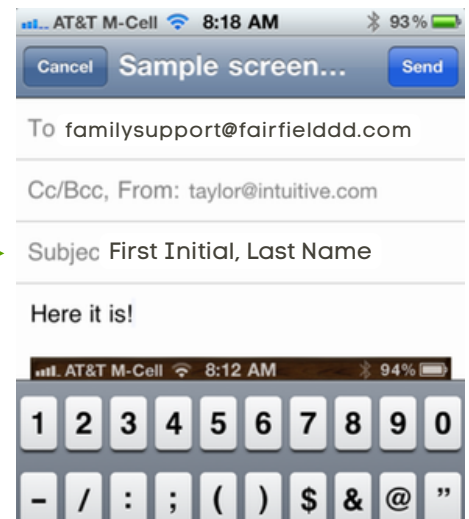 AT&T M-Cell 8:18 AM 93%
Cancel Sample screen... Send
To familysupport@fairfielddd.com
Cc/Bcc, From: taylor@intuitive.com
Subjec First Initial, Last Name
Here it is!
AT&T M-Cell 8:12 AM 94%
1 2 3 4 5 6 7 8 9 0
- / : ; ( ) $ & @ "